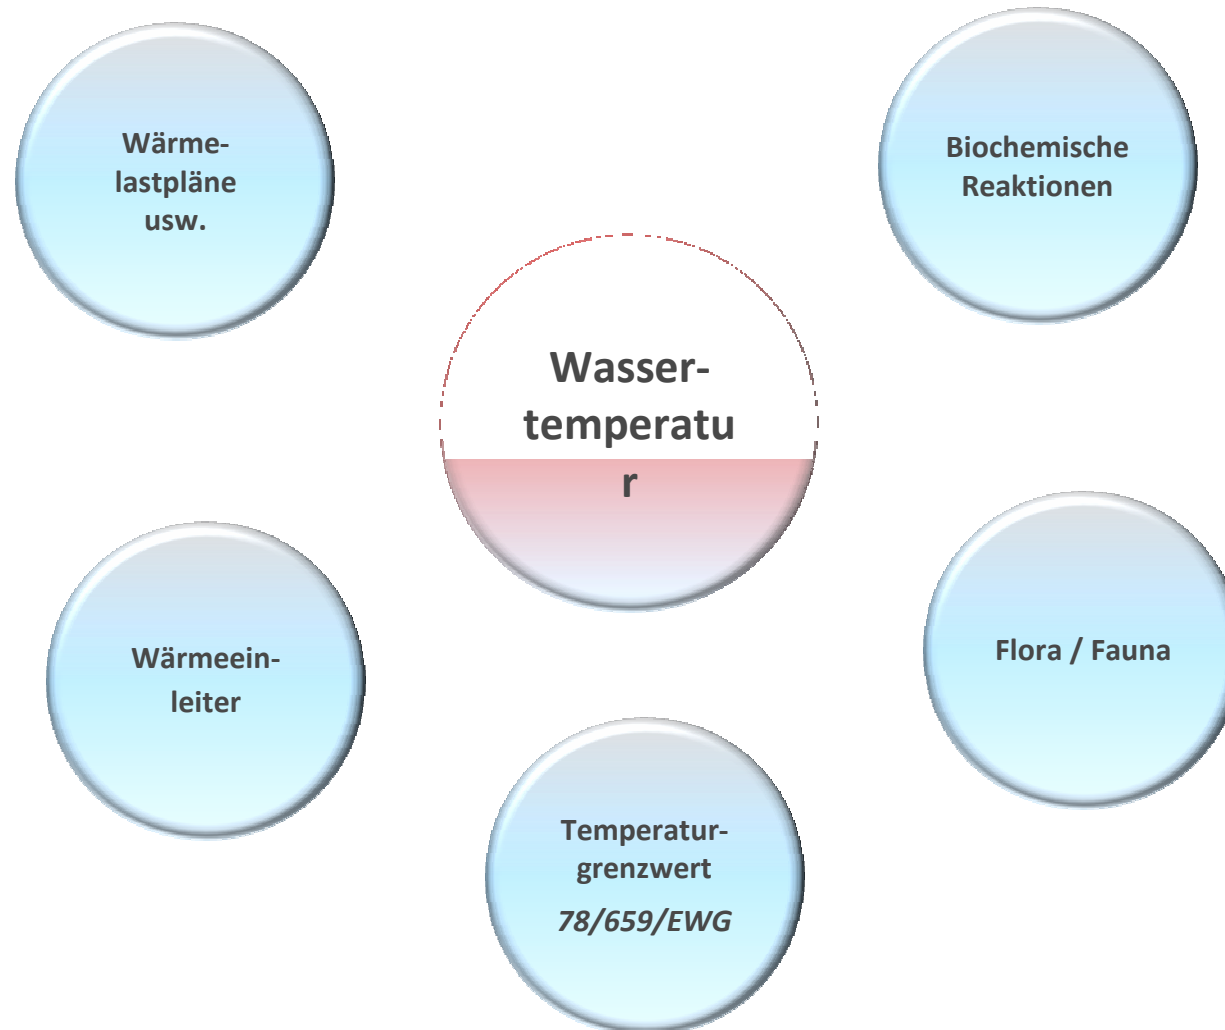 Wärme-
lastpläne
usw.
Biochemische
Reaktionen
Wasser-
temperatu
r
Wärmeein-
leiter
Flora / Fauna
Temperatur-
grenzwert
78/659/EWG